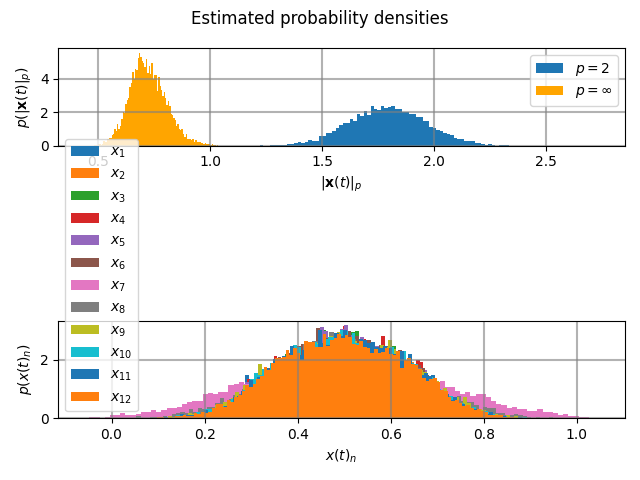 Estimated probability densities
p(|x(t)|ₚ)
4
2
0
0.5
1.0
1.5
2.0
2.5
|x(t)|ₚ
p = 2
p = ∞
x₁
x₂
x₃
x₄
x₅
x₆
x₇
x₈
x₉
x₁₀
x₁₁
x₁₂
p(x(t)ₙ)
2
0
0.0
0.2
0.4
0.6
0.8
1.0
x(t)ₙ